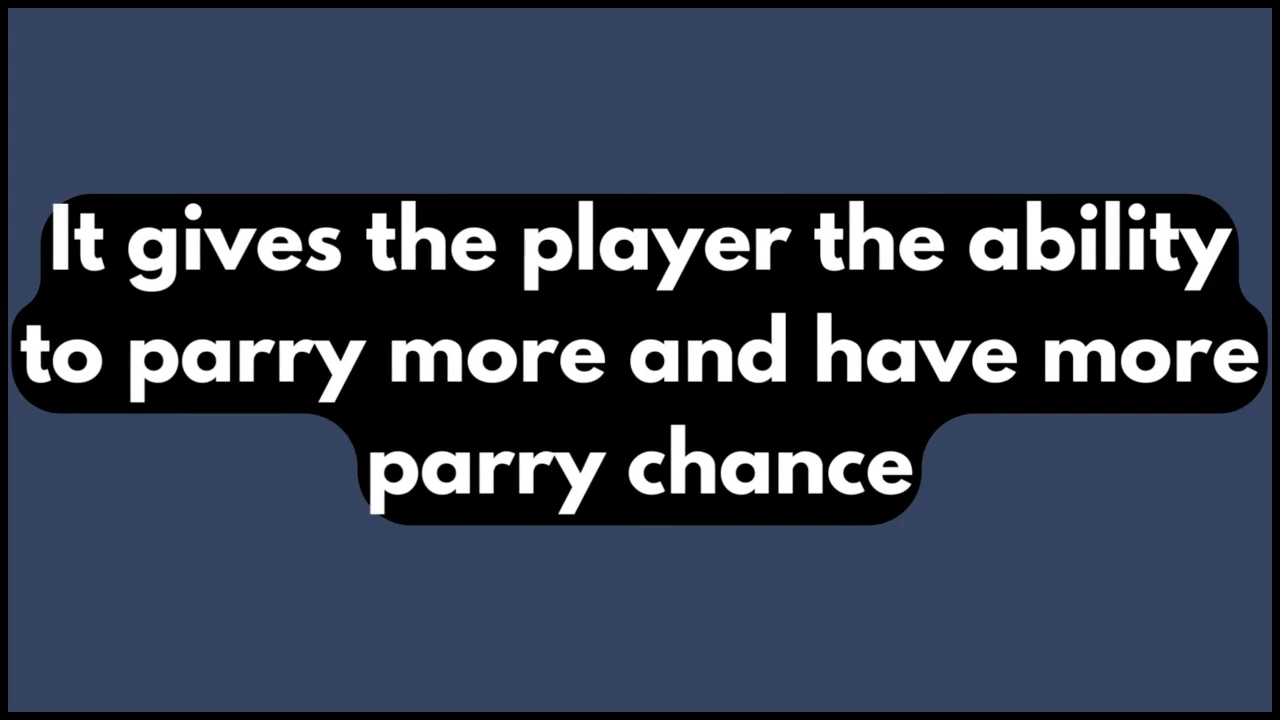 It gives the player the ability
to parry more and have more
parry chance